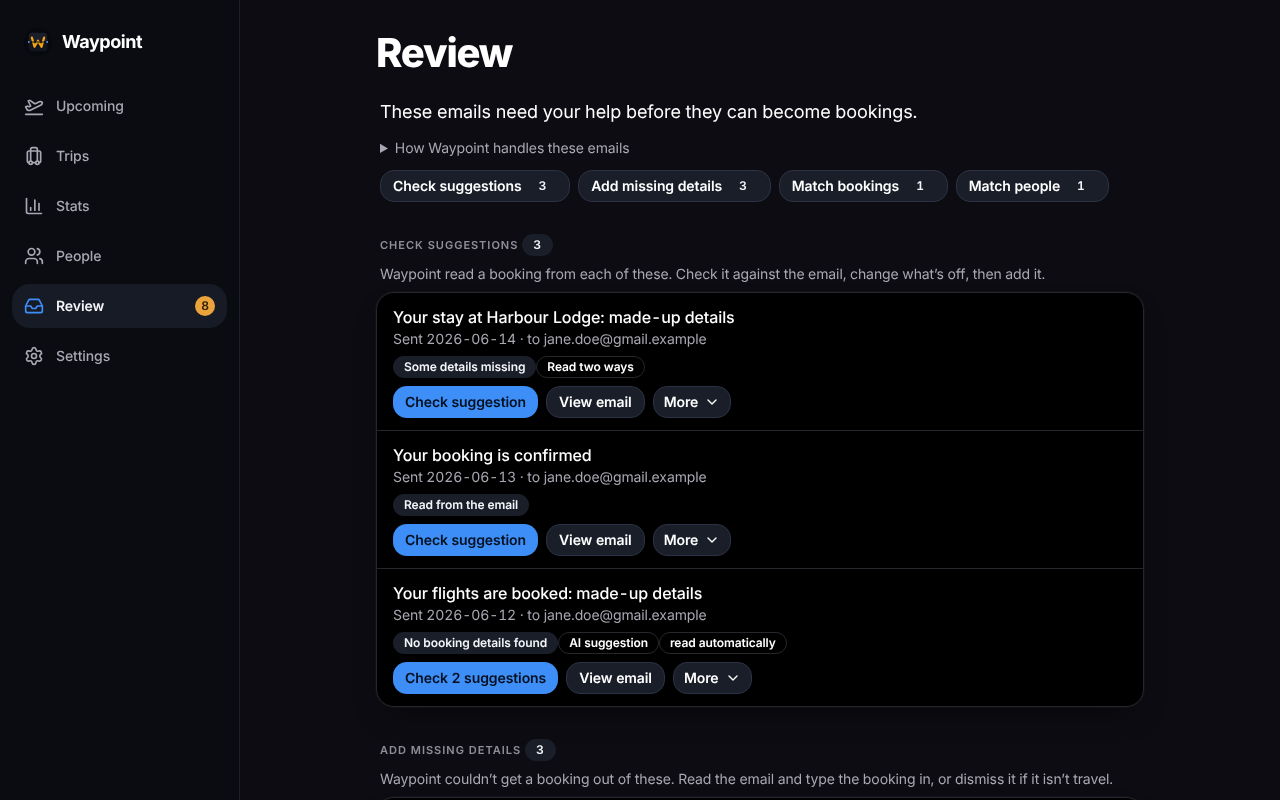 Waypoint
Upcoming
Trips
Stats
People
Review 8
Settings
Review
These emails need your help before they can become bookings.
How Waypoint handles these emails
Check suggestions 3
Add missing details 3
Match bookings 1
Match people 1
CHECK SUGGESTIONS 3
Waypoint read a booking from each of these. Check it against the email, change what’s off, then add it.
Your stay at Harbour Lodge: made-up details
Sent 2026-06-14 · to jane.doe@gmail.example
Some details missing Read two ways
Check suggestion View email More
Your booking is confirmed
Sent 2026-06-13 · to jane.doe@gmail.example
Read from the email
Check suggestion View email More
Your flights are booked: made-up details
Sent 2026-06-12 · to jane.doe@gmail.example
No booking details found AI suggestion read automatically
Check 2 suggestions View email More
ADD MISSING DETAILS 3
Waypoint couldn’t get a booking out of these. Read the email and type the booking in, or dismiss it if it isn’t travel.